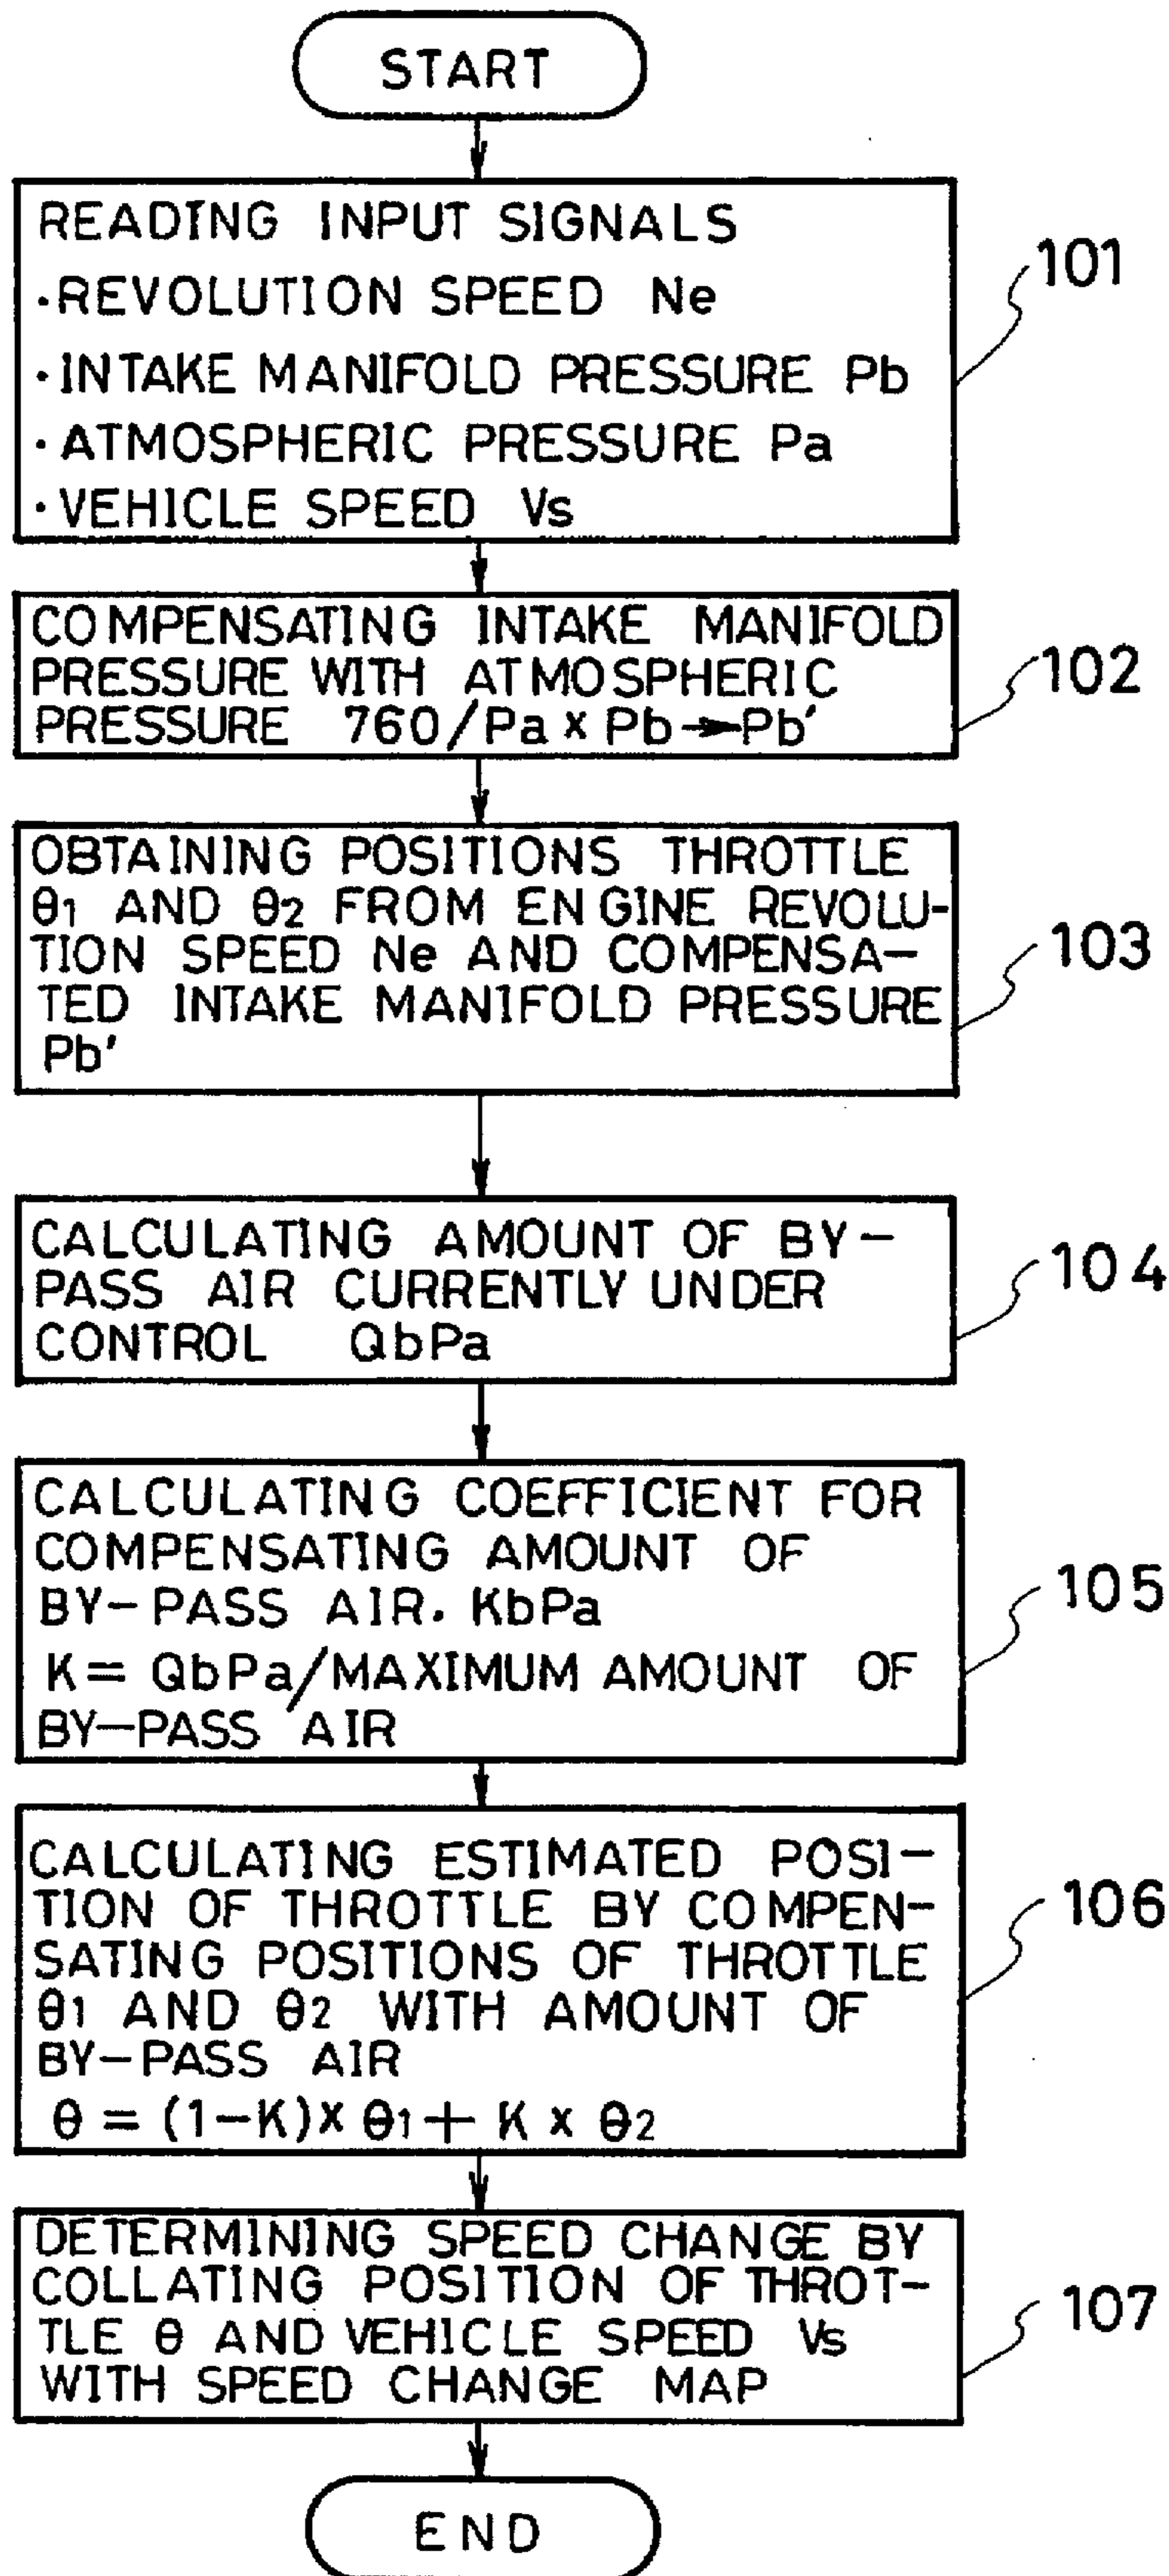 START
READING INPUT SIGNALS
·REVOLUTION SPEED Ne
·INTAKE MANIFOLD PRESSURE Pb
·ATMOSPHERIC PRESSURE Pa
·VEHICLE SPEED Vs
101
COMPENSATING INTAKE MANIFOLD
PRESSURE WITH ATMOSPHERIC
PRESSURE 760/Pa × Pb → Pb'
102
OBTAINING POSITIONS THROTTLE
θ1 AND θ2 FROM ENGINE REVOLU-
TION SPEED Ne AND COMPENSA-
TED INTAKE MANIFOLD PRESSURE
Pb'
103
CALCULATING AMOUNT OF BY-
PASS AIR CURRENTLY UNDER
CONTROL QbPa
104
CALCULATING COEFFICIENT FOR
COMPENSATING AMOUNT OF
BY-PASS AIR. KbPa
K = QbPa/MAXIMUM AMOUNT OF
BY-PASS AIR
105
CALCULATING ESTIMATED POSI-
TION OF THROTTLE BY COMPEN-
SATING POSITIONS OF THROTTLE
θ1 AND θ2 WITH AMOUNT OF
BY-PASS AIR
θ = (1-K)× θ1 + K × θ2
106
DETERMINING SPEED CHANGE BY
COLLATING POSITION OF THROT-
TLE θ AND VEHICLE SPEED Vs
WITH SPEED CHANGE MAP
107
END